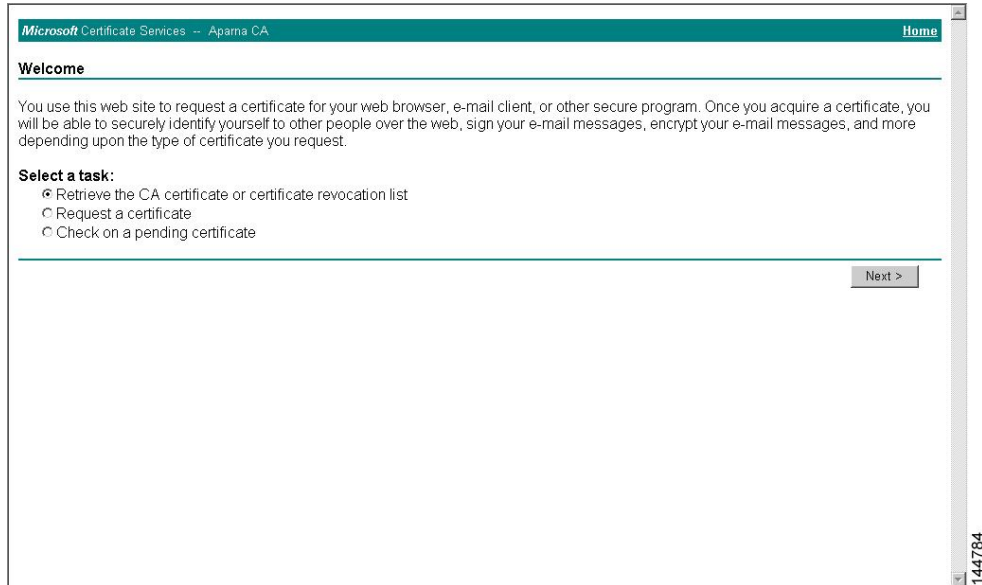 Microsoft Certificate Services -- Aparna CA Home
Welcome
You use this web site to request a certificate for your web browser, e-mail client, or other secure program. Once you acquire a certificate, you
will be able to securely identify yourself to other people over the web, sign your e-mail messages, encrypt your e-mail messages, and more
depending upon the type of certificate you request.
Select a task:
Retrieve the CA certificate or certificate revocation list
Request a certificate
Check on a pending certificate
Next >
144784